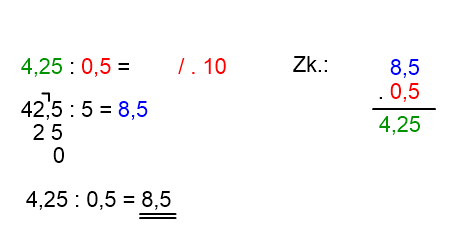 4,25 : 0,5 = / . 10
42,5 : 5 = 8,5
2 5
0
4,25 : 0,5 = 8,5
Zk.:
8,5
. 0,5
4,25